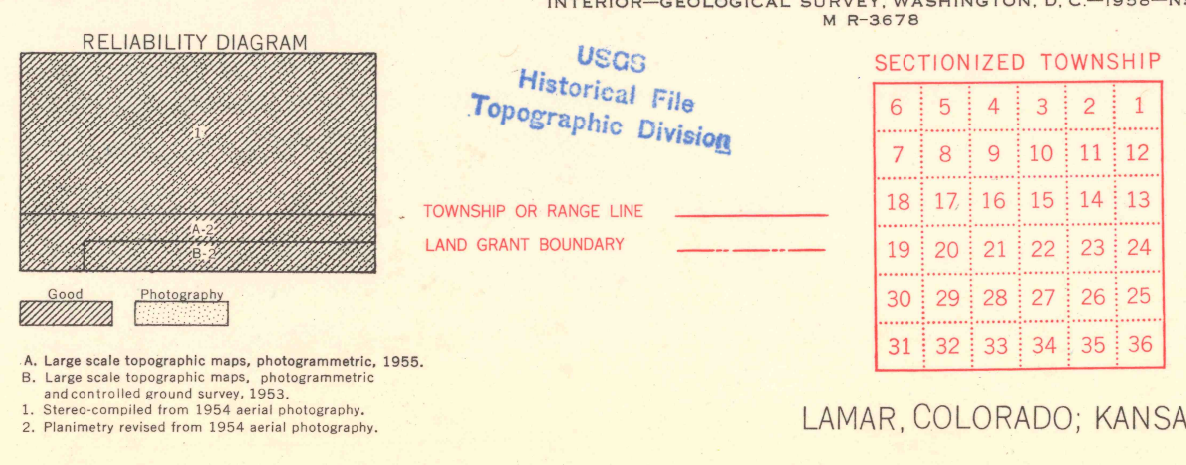 INTERIOR—GEOLOGICAL SURVEY, WASHINGTON, D. C.—1958—
M R-3678
RELIABILITY DIAGRAM
1
A-2
B-2
Good
Photography
A. Large scale topographic maps, photogrammetric, 1955.
B. Large scale topographic maps, photogrammetric
and controlled ground survey, 1953.
1. Stereo-compiled from 1954 aerial photography.
2. Planimetry revised from 1954 aerial photography.
USGS
Historical File
Topographic Division
TOWNSHIP OR RANGE LINE
LAND GRANT BOUNDARY
SECTIONIZED TOWNSHIP
6 5 4 3 2 1
7 8 9 10 11 12
18 17 16 15 14 13
19 20 21 22 23 24
30 29 28 27 26 25
31 32 33 34 35 36
LAMAR, COLORADO; KANSA